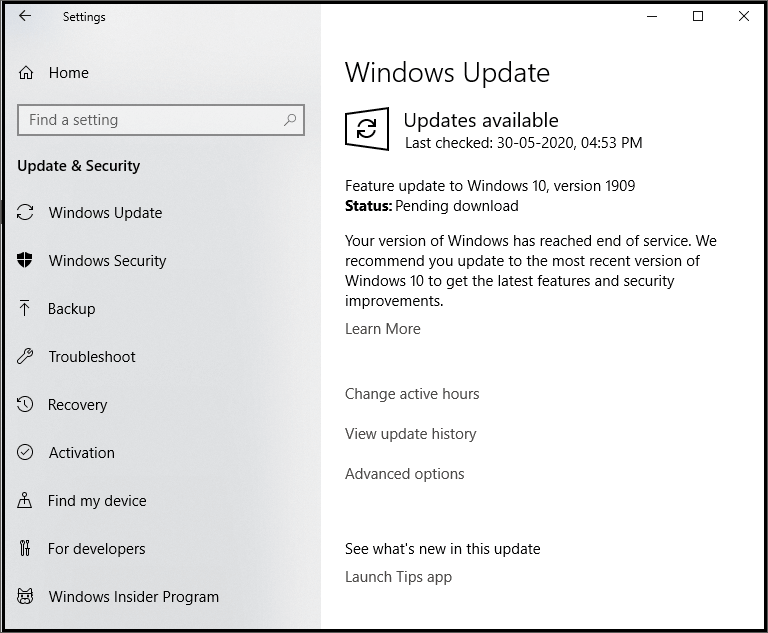 Settings
Home
Find a setting
Update & Security
Windows Update
Windows Security
Backup
Troubleshoot
Recovery
Activation
Find my device
For developers
Windows Insider Program
Windows Update
Updates available
Last checked: 30-05-2020, 04:53 PM
Feature update to Windows 10, version 1909
Status: Pending download
Your version of Windows has reached end of service. We
recommend you update to the most recent version of
Windows 10 to get the latest features and security
improvements.
Learn More
Change active hours
View update history
Advanced options
See what's new in this update
Launch Tips app